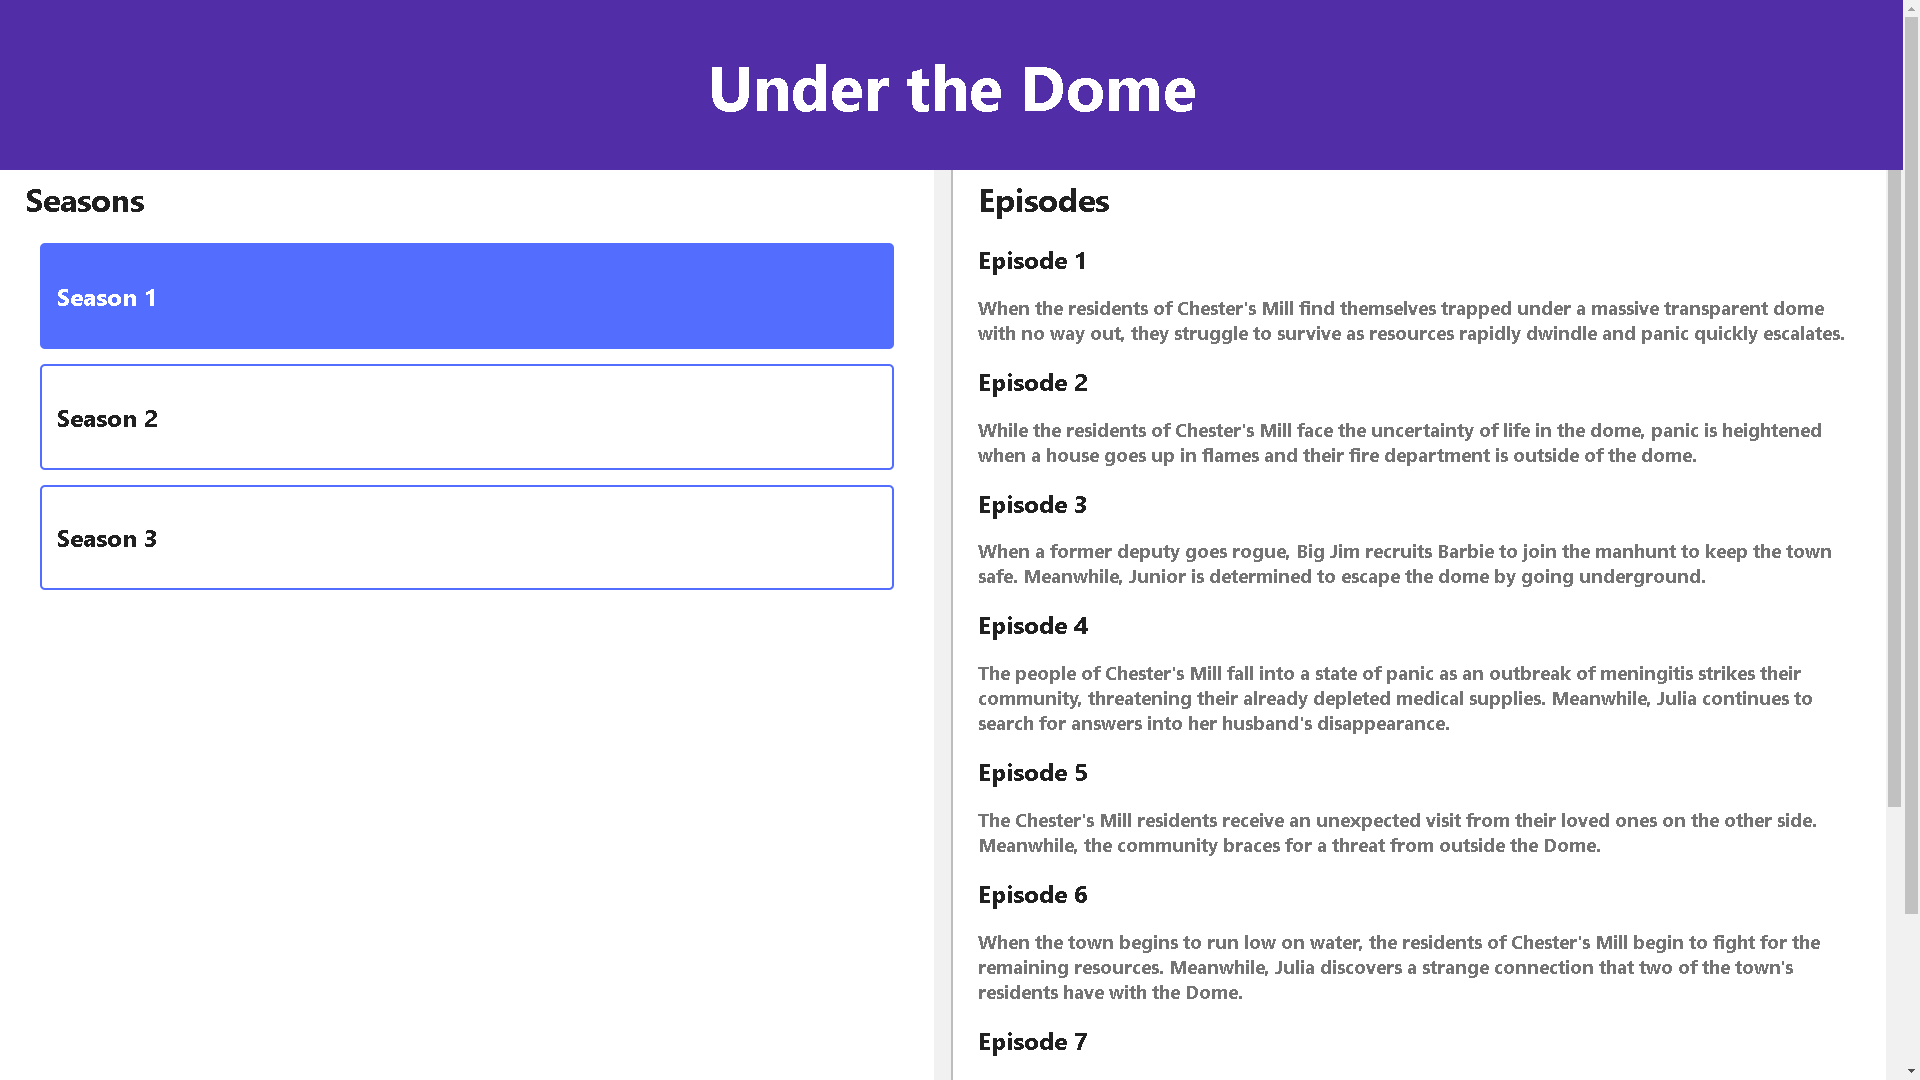 Under the Dome
Seasons
Season 1
Season 2
Season 3
Episodes
Episode 1
When the residents of Chester's Mill find themselves trapped under a massive transparent dome
with no way out, they struggle to survive as resources rapidly dwindle and panic quickly escalates.
Episode 2
While the residents of Chester's Mill face the uncertainty of life in the dome, panic is heightened
when a house goes up in flames and their fire department is outside of the dome.
Episode 3
When a former deputy goes rogue, Big Jim recruits Barbie to join the manhunt to keep the town
safe. Meanwhile, Junior is determined to escape the dome by going underground.
Episode 4
The people of Chester's Mill fall into a state of panic as an outbreak of meningitis strikes their
community, threatening their already depleted medical supplies. Meanwhile, Julia continues to
search for answers into her husband's disappearance.
Episode 5
The Chester's Mill residents receive an unexpected visit from their loved ones on the other side.
Meanwhile, the community braces for a threat from outside the Dome.
Episode 6
When the town begins to run low on water, the residents of Chester's Mill begin to fight for the
remaining resources. Meanwhile, Julia discovers a strange connection that two of the town's
residents have with the Dome.
Episode 7